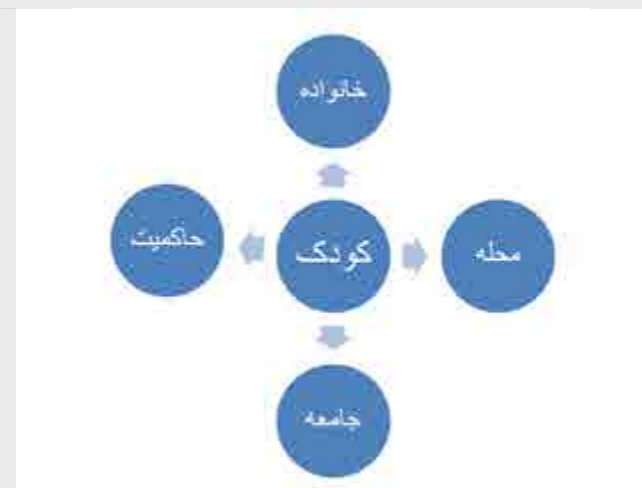 خانواده
محله
کودک
حاکمیت
جامعه